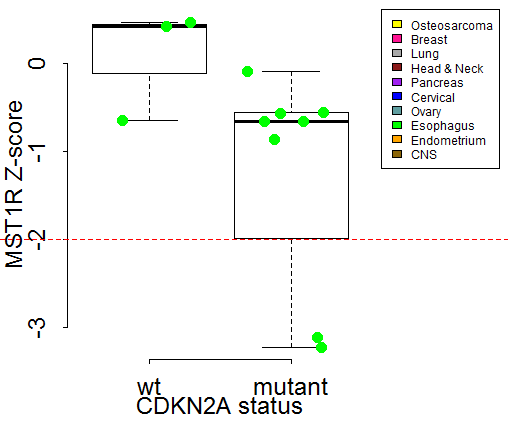 MST1R Z-score
0
-1
-2
-3
wt mutant
CDKN2A status
Osteosarcoma
Breast
Lung
Head & Neck
Pancreas
Cervical
Ovary
Esophagus
Endometrium
CNS